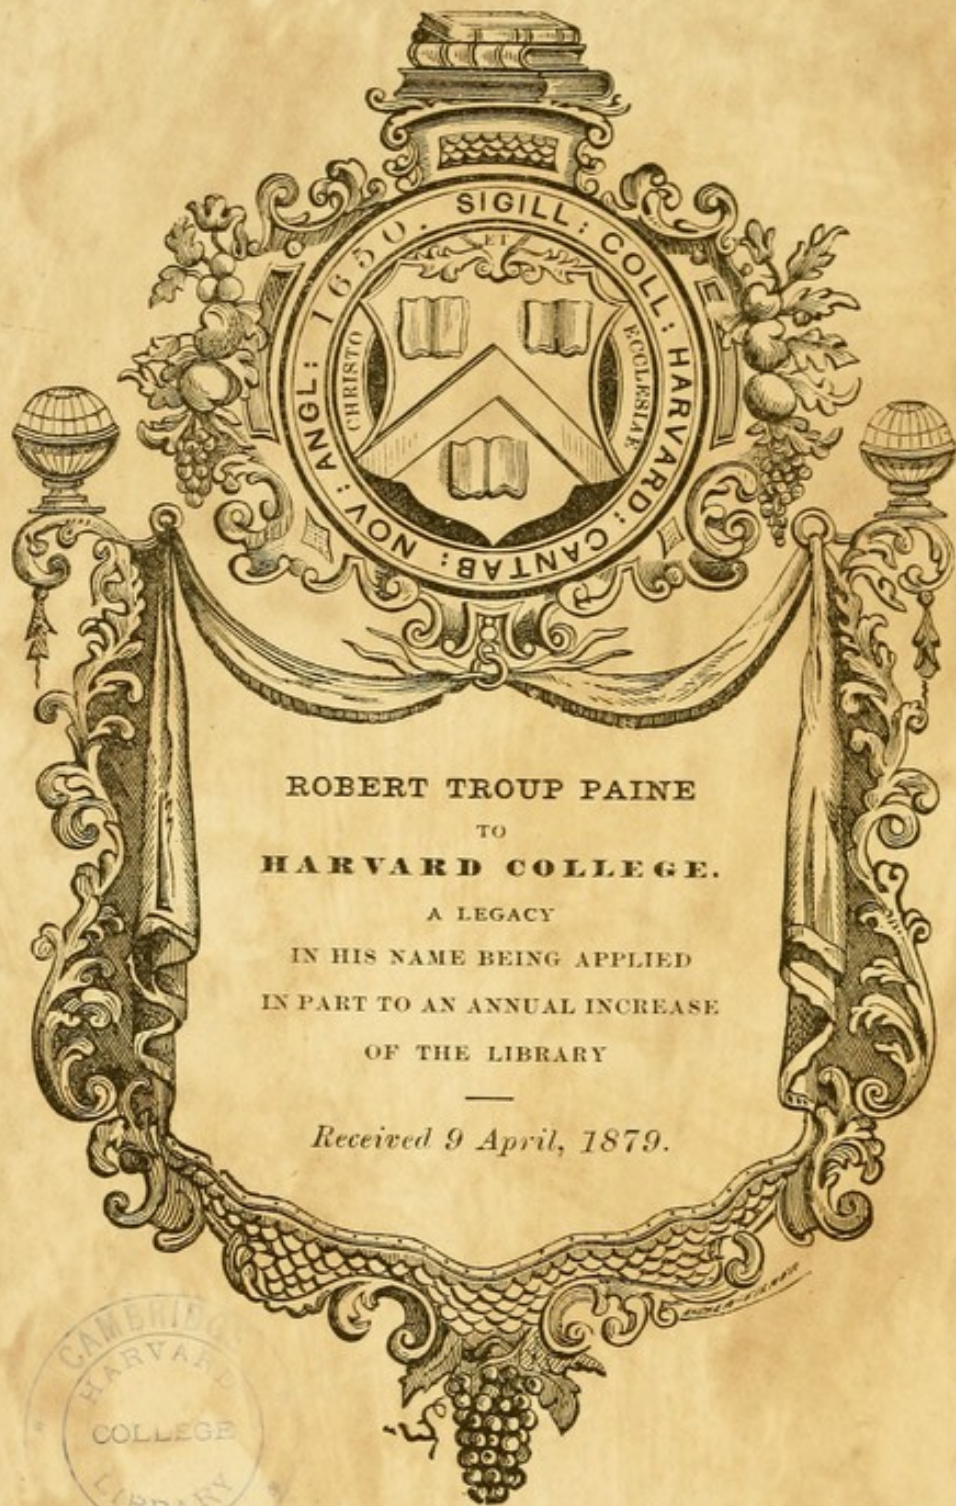 SIGILL: COLL: HARVARD: CANTAB: NOV: ANGL: 1650.
CHRISTO
ET
ECCLESIAE
ROBERT TROUP PAINE
TO
HARVARD COLLEGE.
A LEGACY
IN HIS NAME BEING APPLIED
IN PART TO AN ANNUAL INCREASE
OF THE LIBRARY
Received 9 April, 1879.
HARVARD
COLLEGE
LIBRARY